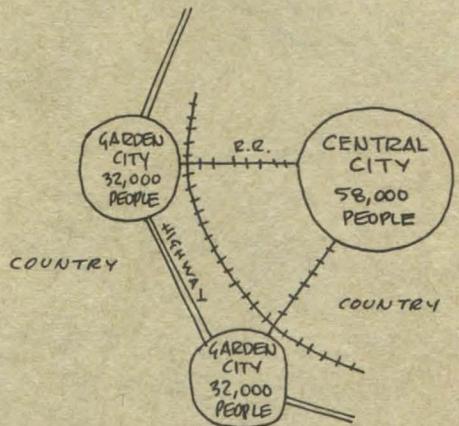 GARDEN
CITY
32,000
PEOPLE
R.R.
CENTRAL
CITY
58,000
PEOPLE
HIGHWAY
COUNTRY
COUNTRY
GARDEN
CITY
32,000
PEOPLE